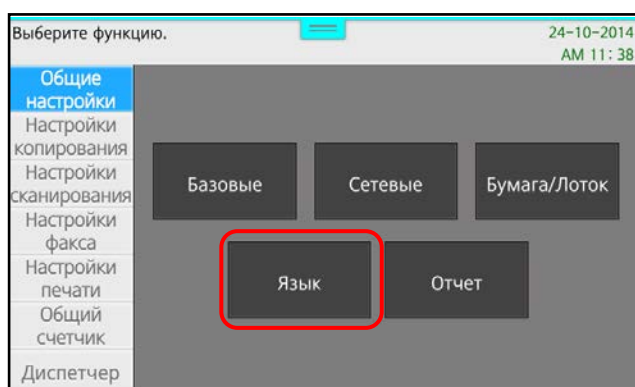 Выберите функцию.
24-10-2014
AM 11:38
Общие
настройки
Настройки
копирования
Настройки
сканирования
Настройки
факса
Настройки
печати
Общий
счетчик
Диспетчер
Базовые
Сетевые
Бумага/Лоток
Язык
Отчет